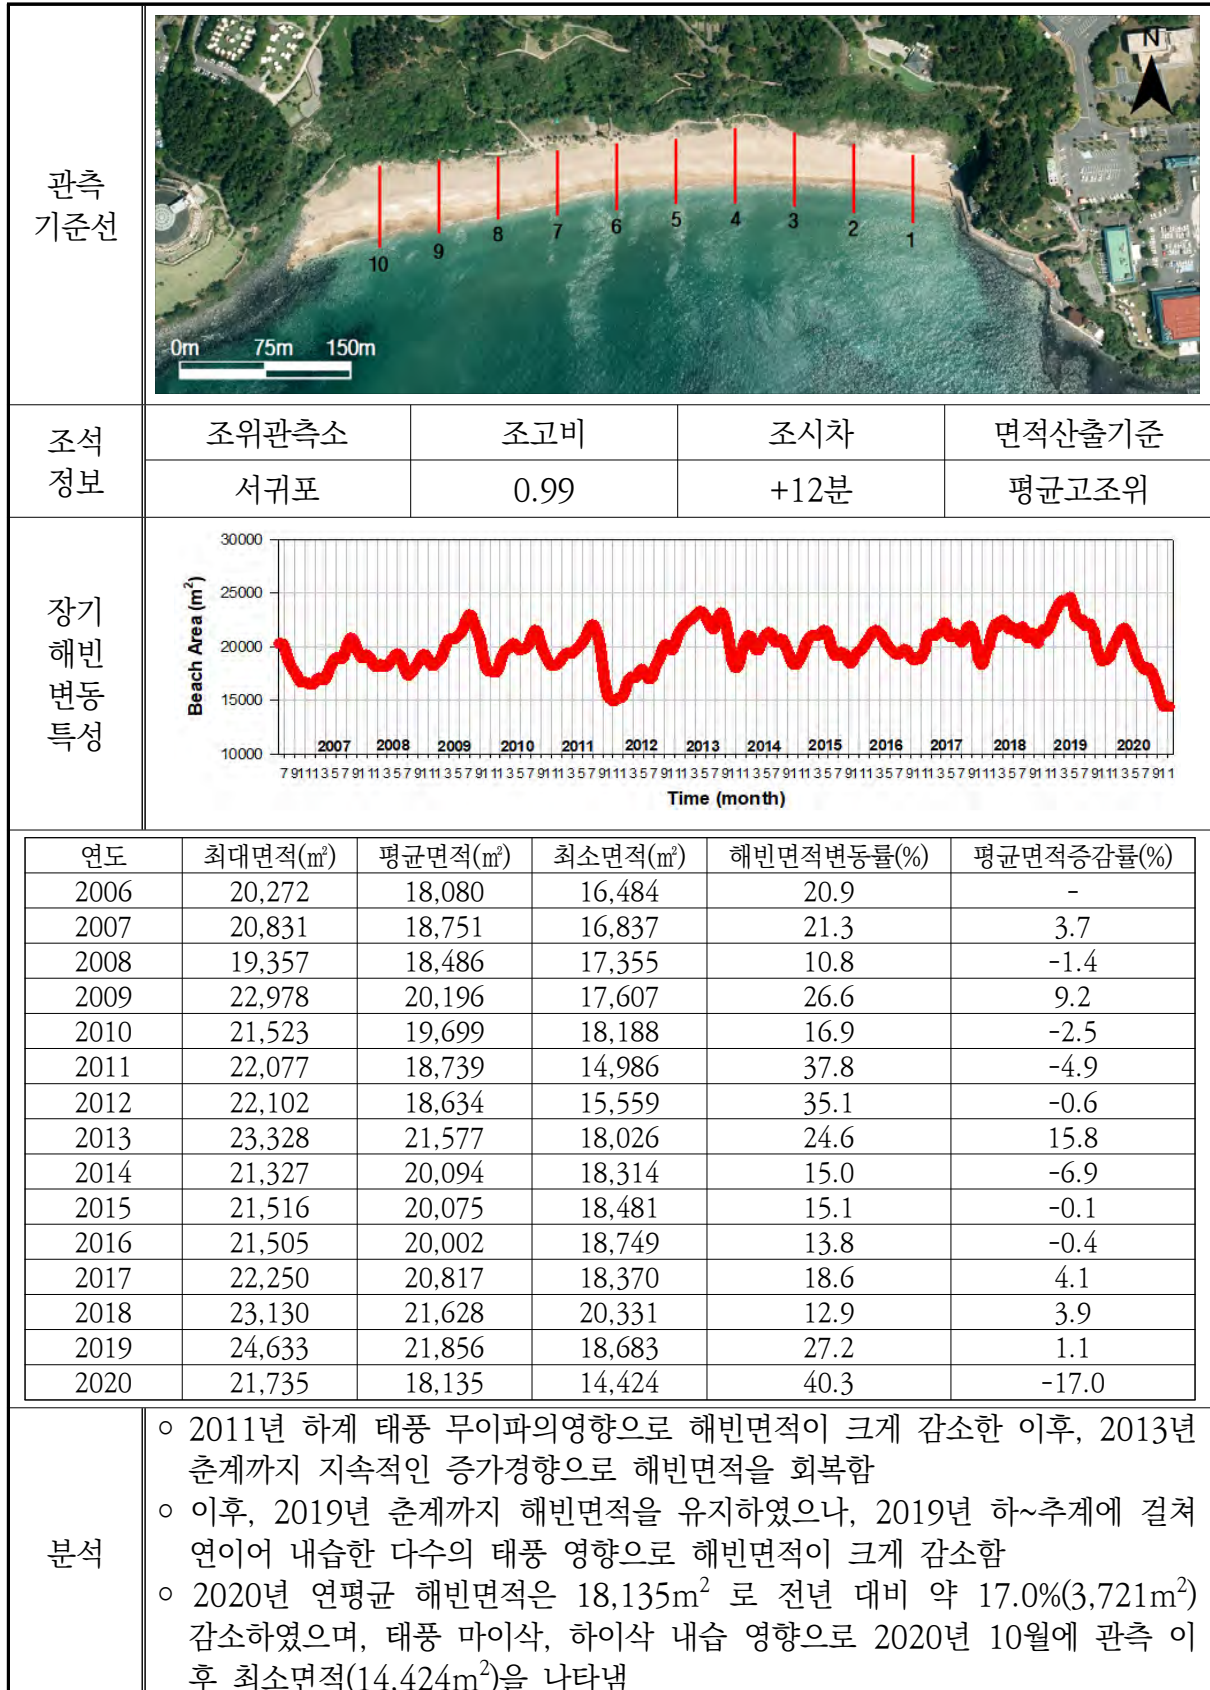 관측
기준선
N
10 9 8 7 6 5 4 3 2 1
0m 75m 150m
조석
정보
조위관측소 조고비 조시차 면적산출기준
서귀포 0.99 +12분 평균고조위
장기
해빈
변동
특성
Beach Area (m²)
30000
25000
20000
15000
10000
2007 2008 2009 2010 2011 2012 2013 2014 2015 2016 2017 2018 2019 2020
Time (month)
연도 최대면적(㎡) 평균면적(㎡) 최소면적(㎡) 해빈면적변동률(%) 평균면적증감률(%)
2006 20,272 18,080 16,484 20.9 -
2007 20,831 18,751 16,837 21.3 3.7
2008 19,357 18,486 17,355 10.8 -1.4
2009 22,978 20,196 17,607 26.6 9.2
2010 21,523 19,699 18,188 16.9 -2.5
2011 22,077 18,739 14,986 37.8 -4.9
2012 22,102 18,634 15,559 35.1 -0.6
2013 23,328 21,577 18,026 24.6 15.8
2014 21,327 20,094 18,314 15.0 -6.9
2015 21,516 20,075 18,481 15.1 -0.1
2016 21,505 20,002 18,749 13.8 -0.4
2017 22,250 20,817 18,370 18.6 4.1
2018 23,130 21,628 20,331 12.9 3.9
2019 24,633 21,856 18,683 27.2 1.1
2020 21,735 18,135 14,424 40.3 -17.0
분석
◦ 2011년 하계 태풍 무이파의영향으로 해빈면적이 크게 감소한 이후, 2013년
춘계까지 지속적인 증가경향으로 해빈면적을 회복함
◦ 이후, 2019년 춘계까지 해빈면적을 유지하였으나, 2019년 하~추계에 걸쳐
연이어 내습한 다수의 태풍 영향으로 해빈면적이 크게 감소함
◦ 2020년 연평균 해빈면적은 18,135m² 로 전년 대비 약 17.0%(3,721m²)
감소하였으며, 태풍 마이삭, 하이삭 내습 영향으로 2020년 10월에 관측 이
후 최소면적(14,424m²)을 나타냄